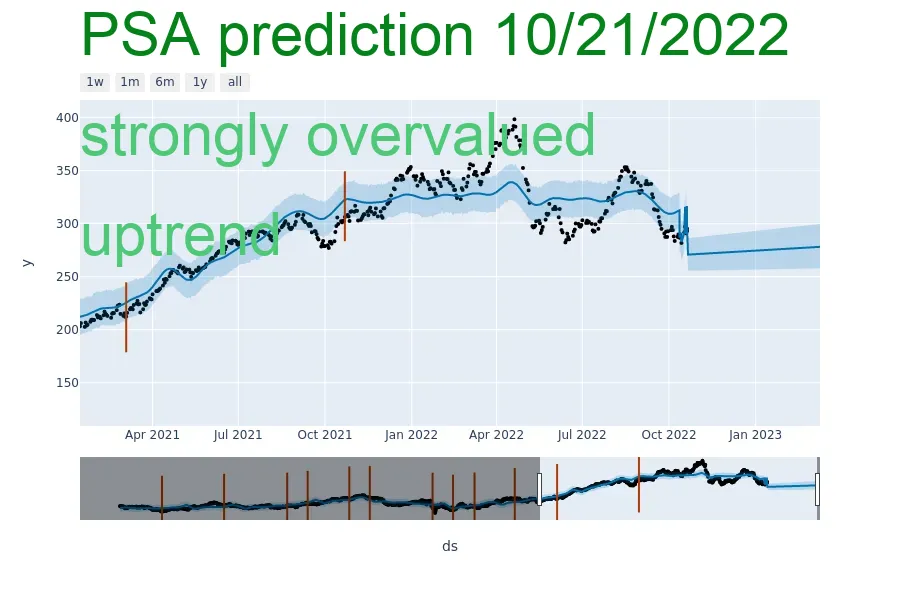 PSA prediction 10/21/2022
1w 1m 6m 1y all
strongly overvalued
uptrend
400
350
300
250
200
150
y
Apr 2021 Jul 2021 Oct 2021 Jan 2022 Apr 2022 Jul 2022 Oct 2022 Jan 2023
ds